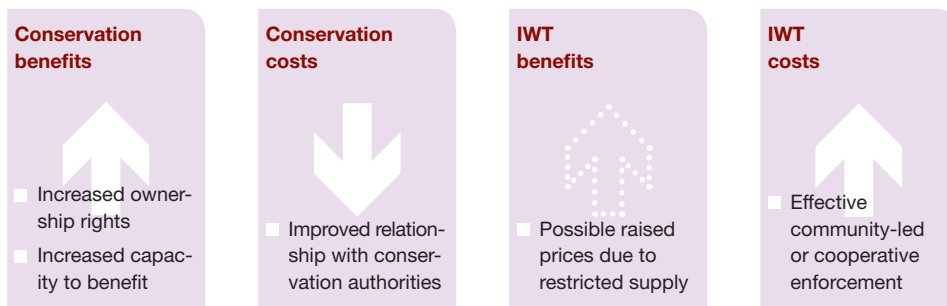 Conservation
benefits
Increased owner-
ship rights
Increased capac-
ity to benefit
Conservation
costs
Improved relation-
ship with conser-
vation authorities
IWT
benefits
Possible raised
prices due to
restricted supply
IWT
costs
Effective
community-led
or cooperative
enforcement